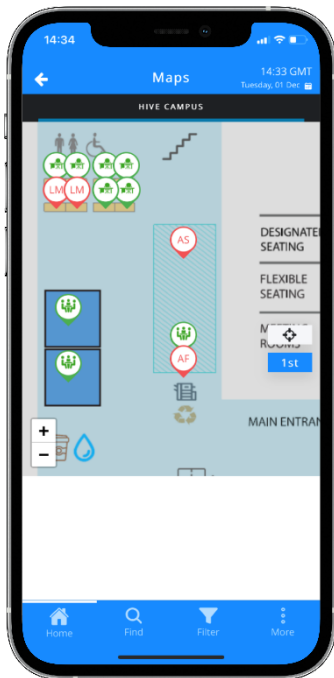 14:34
Maps
14:33 GMT
Tuesday, 01 Dec
HIVE CAMPUS
LM LM
AS
DESIGNATE
SEATING
FLEXIBLE
SEATING
ROOMS
AF
1st
MAIN ENTRAN
+
−
Home Find Filter More